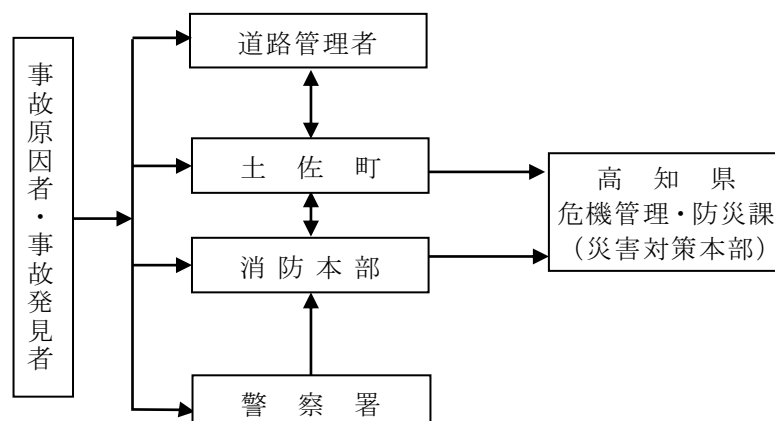 事故原因者・事故発見者
道路管理者
土佐町
消防本部
警察署
高知県
危機管理・防災課
（災害対策本部）